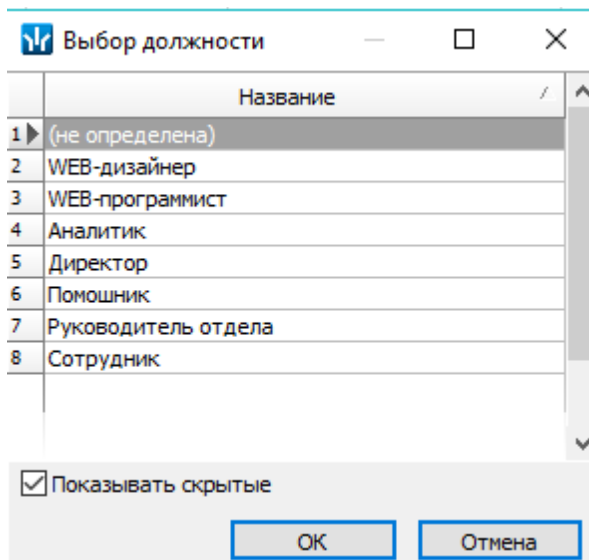 Выбор должности
Название
1 (не определена)
2 WEB-дизайнер
3 WEB-программист
4 Аналитик
5 Директор
6 Помошник
7 Руководитель отдела
8 Сотрудник
Показывать скрытые
ОК Отмена